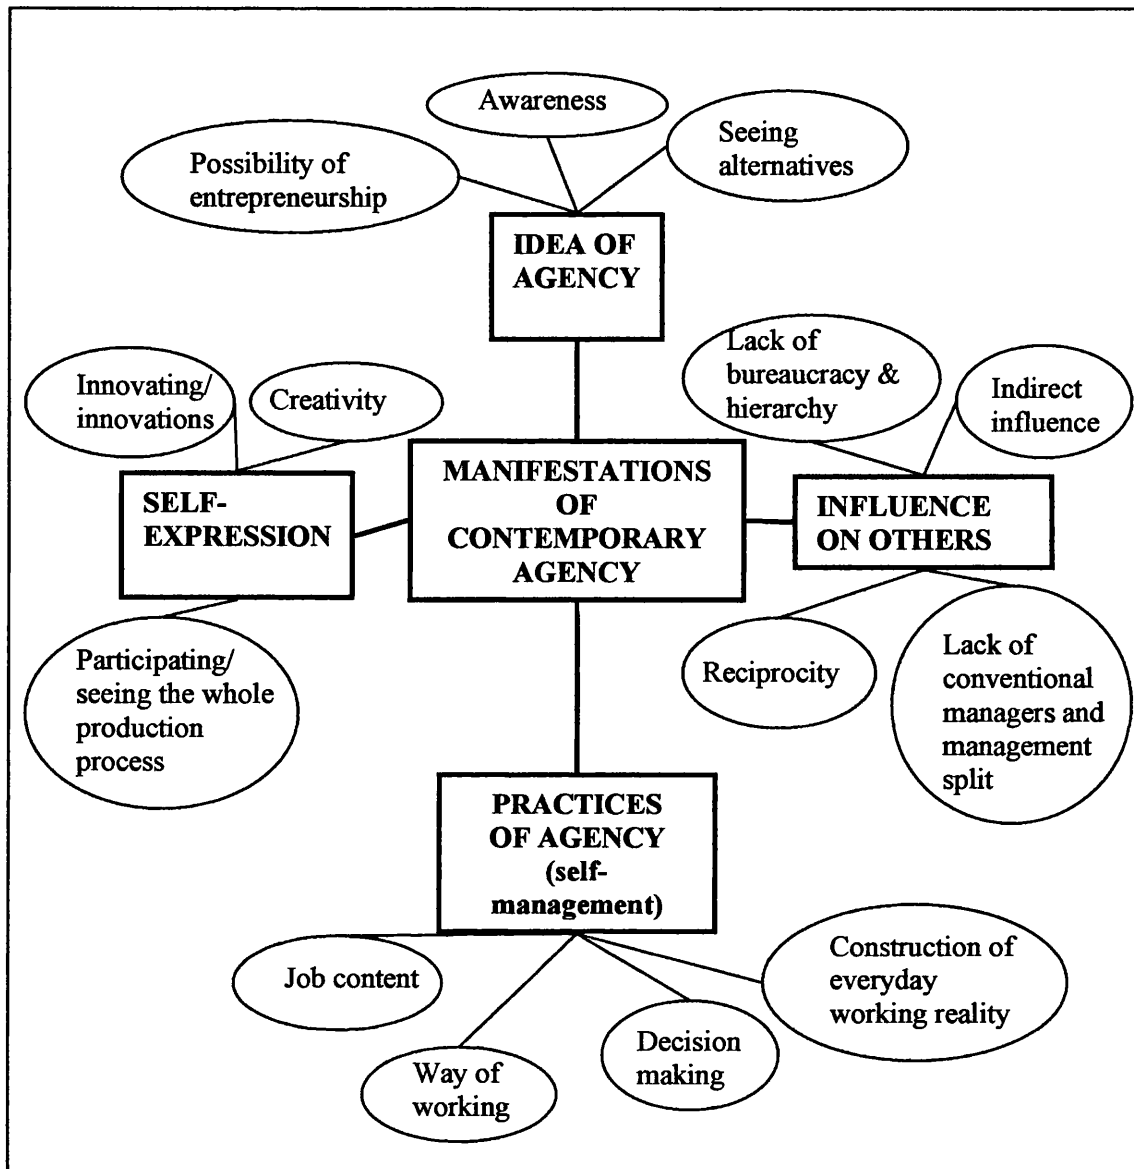 Awareness
Seeing
alternatives
Possibility of
entrepreneurship
IDEA OF
AGENCY
Lack of
bureaucracy &
hierarchy
Indirect
influence
Innovating/
innovations
Creativity
MANIFESTATIONS
OF
CONTEMPORARY
AGENCY
SELF-
EXPRESSION
INFLUENCE
ON OTHERS
Participating/
seeing the whole
production
process
Reciprocity
Lack of
conventional
managers and
management
split
PRACTICES
OF AGENCY
(self-
management)
Job content
Construction of
everyday
working reality
Decision
making
Way of
working